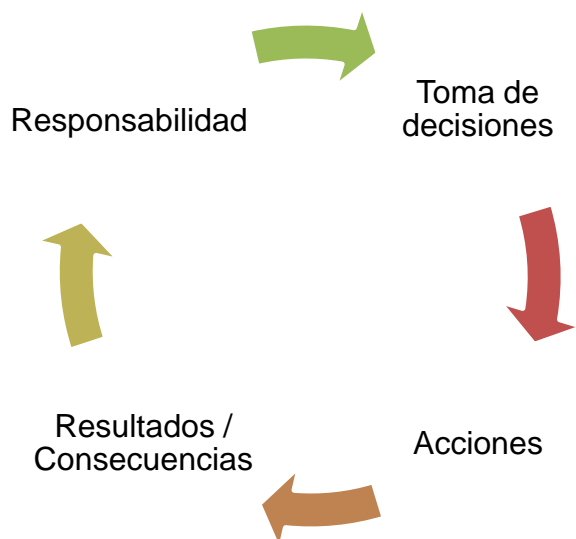 Responsabilidad
Toma de
decisiones
Resultados /
Consecuencias
Acciones